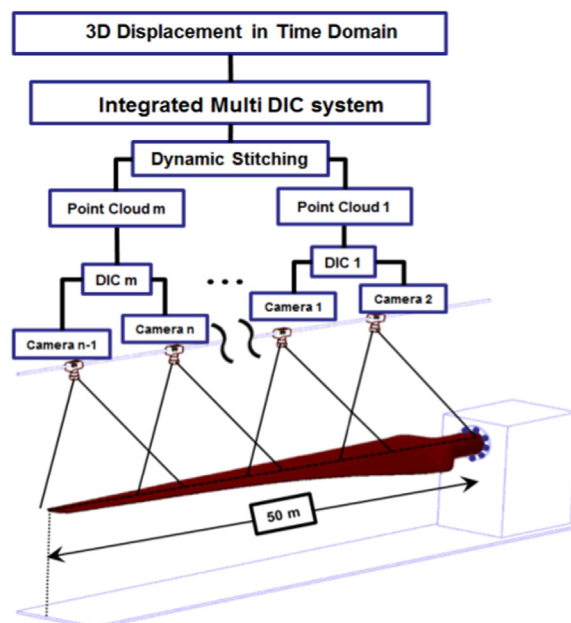 3D Displacement in Time Domain
Integrated Multi DIC system
Dynamic Stitching
Point Cloud m
Point Cloud 1
DIC m
...
DIC 1
Camera 1
Camera 2
Camera n-1
Camera n
50 m